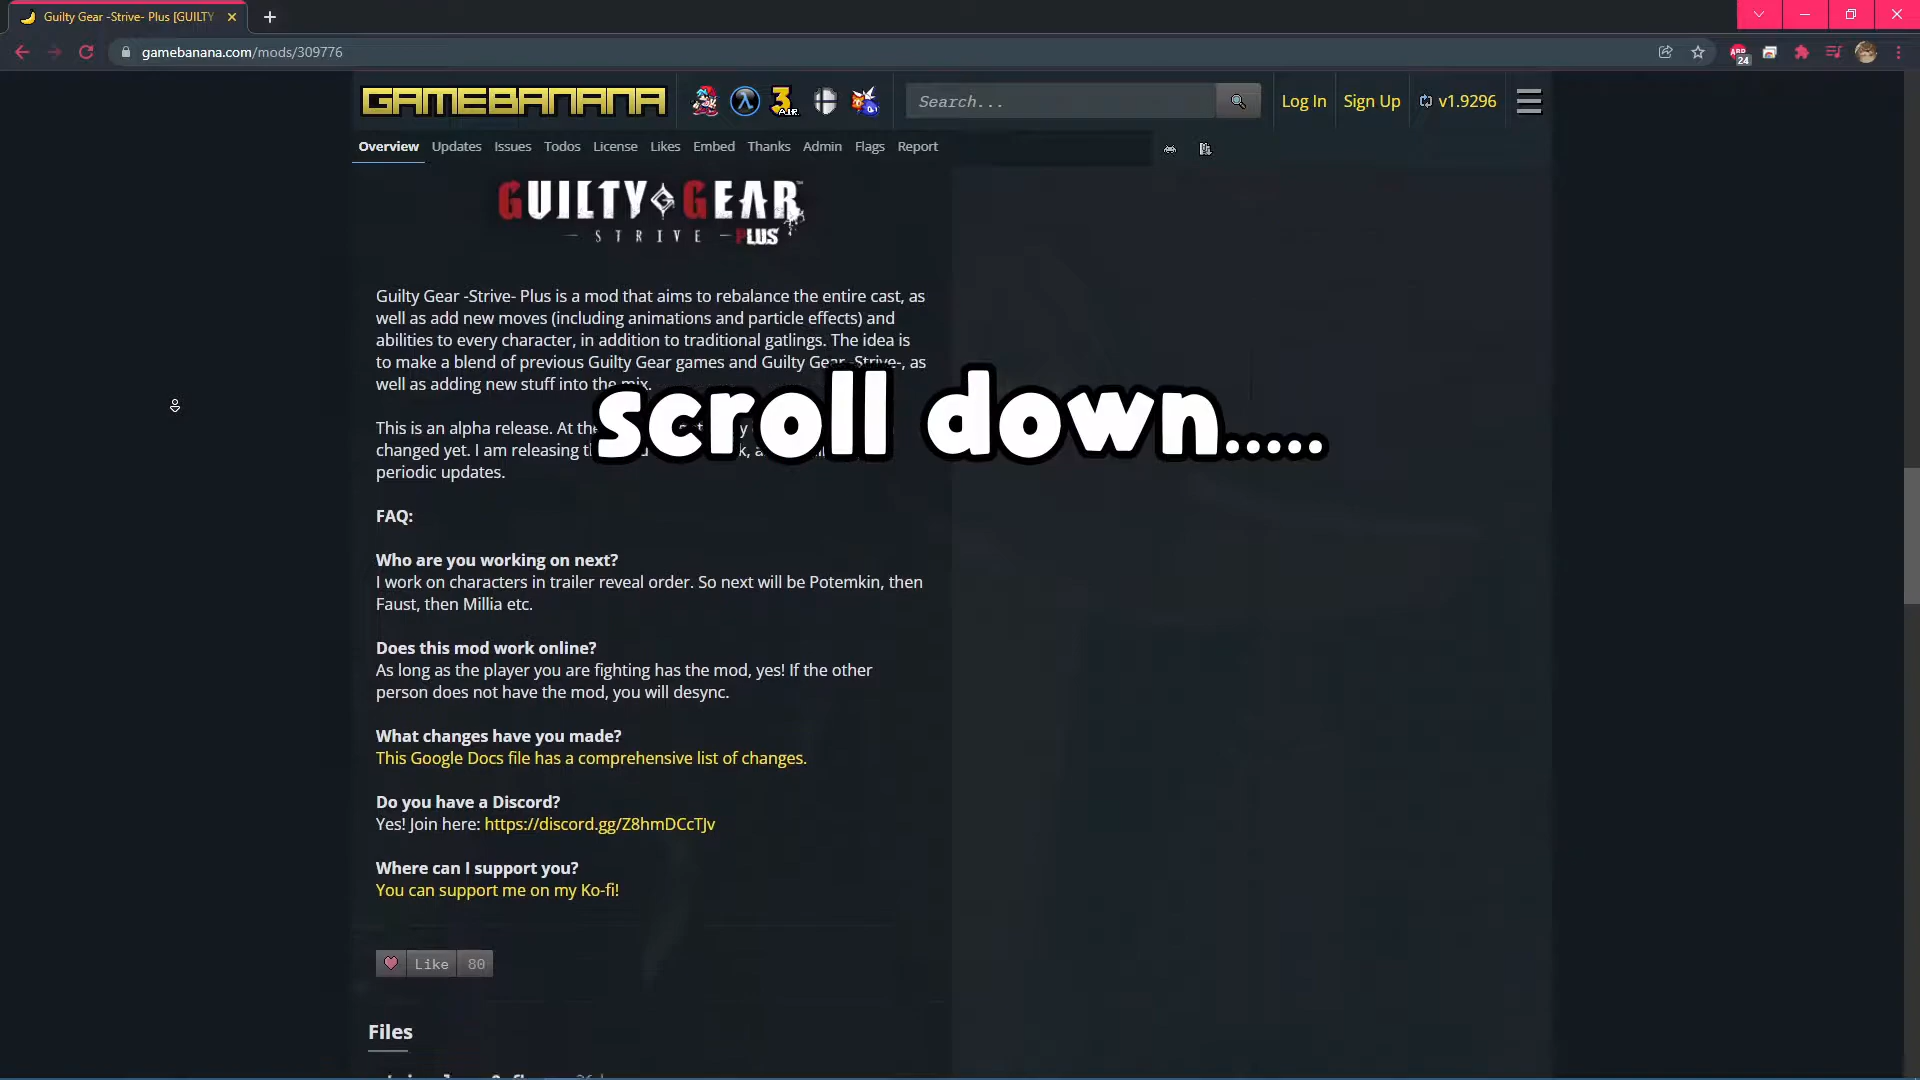 Guilty Gear -Strive- Plus [GUILTY
gamebanana.com/mods/309776
24
GAMEBANANA
3
A.I.R.
Search...
Log In
Sign Up
v1.9296
Overview
Updates
Issues
Todos
License
Likes
Embed
Thanks
Admin
Flags
Report
GUILTY GEAR
STRIVE PLUS
Guilty Gear -Strive- Plus is a mod that aims to rebalance the entire cast, as
well as add new moves (including animations and particle effects) and
abilities to every character, in addition to traditional gatlings. The idea is
to make a blend of previous Guilty Gear games and Guilty Gear -Strive-, as
well as adding new stuff into the mix.
scroll down.....
This is an alpha release. At the
changed yet. I am releasing
periodic updates.
FAQ:
Who are you working on next?
I work on characters in trailer reveal order. So next will be Potemkin, then
Faust, then Millia etc.
Does this mod work online?
As long as the player you are fighting has the mod, yes! If the other
person does not have the mod, you will desync.
What changes have you made?
This Google Docs file has a comprehensive list of changes.
Do you have a Discord?
Yes! Join here: https://discord.gg/Z8hmDCcTJv
Where can I support you?
You can support me on my Ko-fi!
Like 80
Files